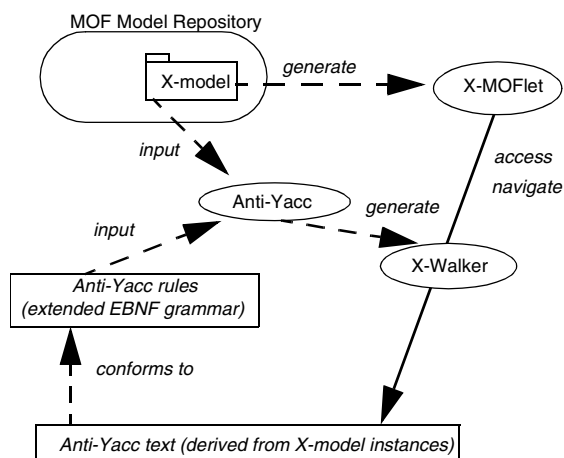 MOF Model Repository
X-model
generate
X-MOFlet
input
access
navigate
Anti-Yacc
generate
input
X-Walker
Anti-Yacc rules
(extended EBNF grammar)
conforms to
Anti-Yacc text (derived from X-model instances)